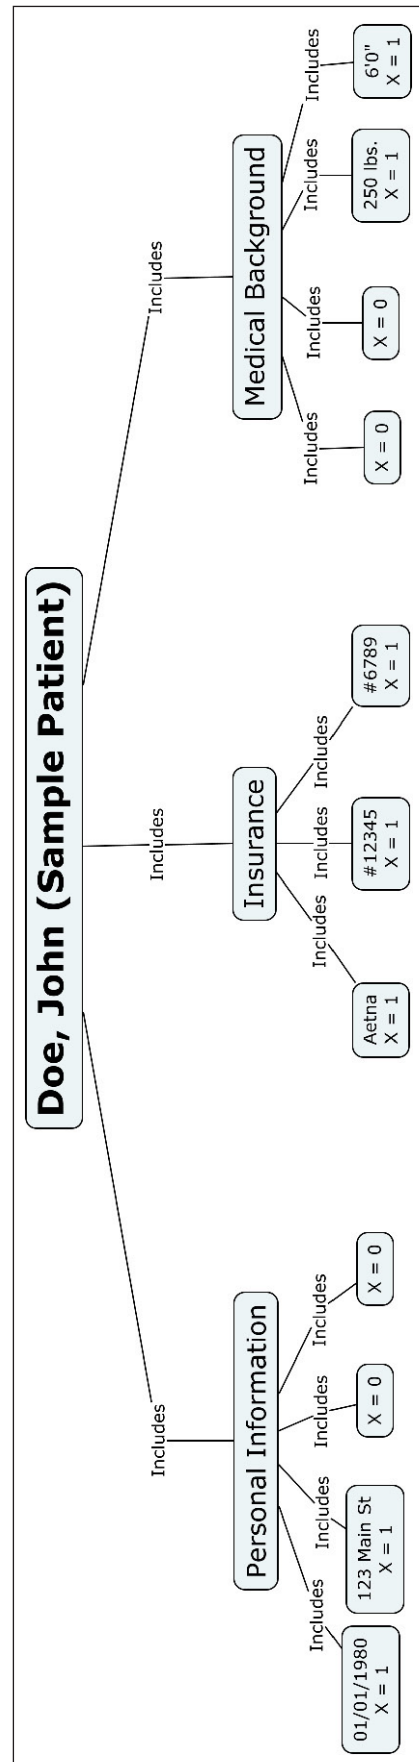 Doe, John (Sample Patient)
Includes
Includes
Includes
Personal Information
Insurance
Medical Background
Includes
Includes
Includes
Includes
Includes
Includes
Includes
Includes
Includes
Includes
Includes
01/01/1980
X = 1
123 Main St
X = 1
X = 0
X = 0
Aetna
X = 1
#12345
X = 1
#6789
X = 1
X = 0
X = 0
250 lbs.
X = 1
6'0"
X = 1